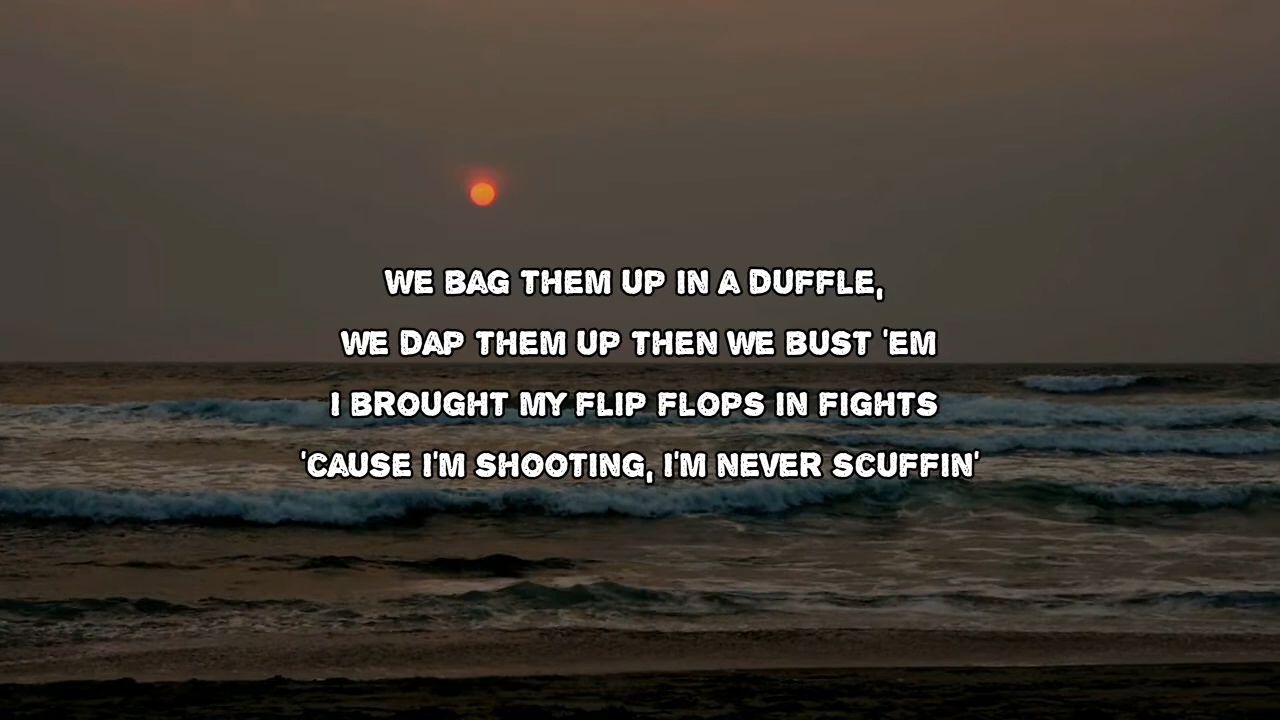 WE BAG THEM UP IN A DUFFLE,
WE DAP THEM UP THEN WE BUST 'EM
I BROUGHT MY FLIP FLOPS IN FIGHTS
'CAUSE I'M SHOOTING, I'M NEVER SCUFFIN'